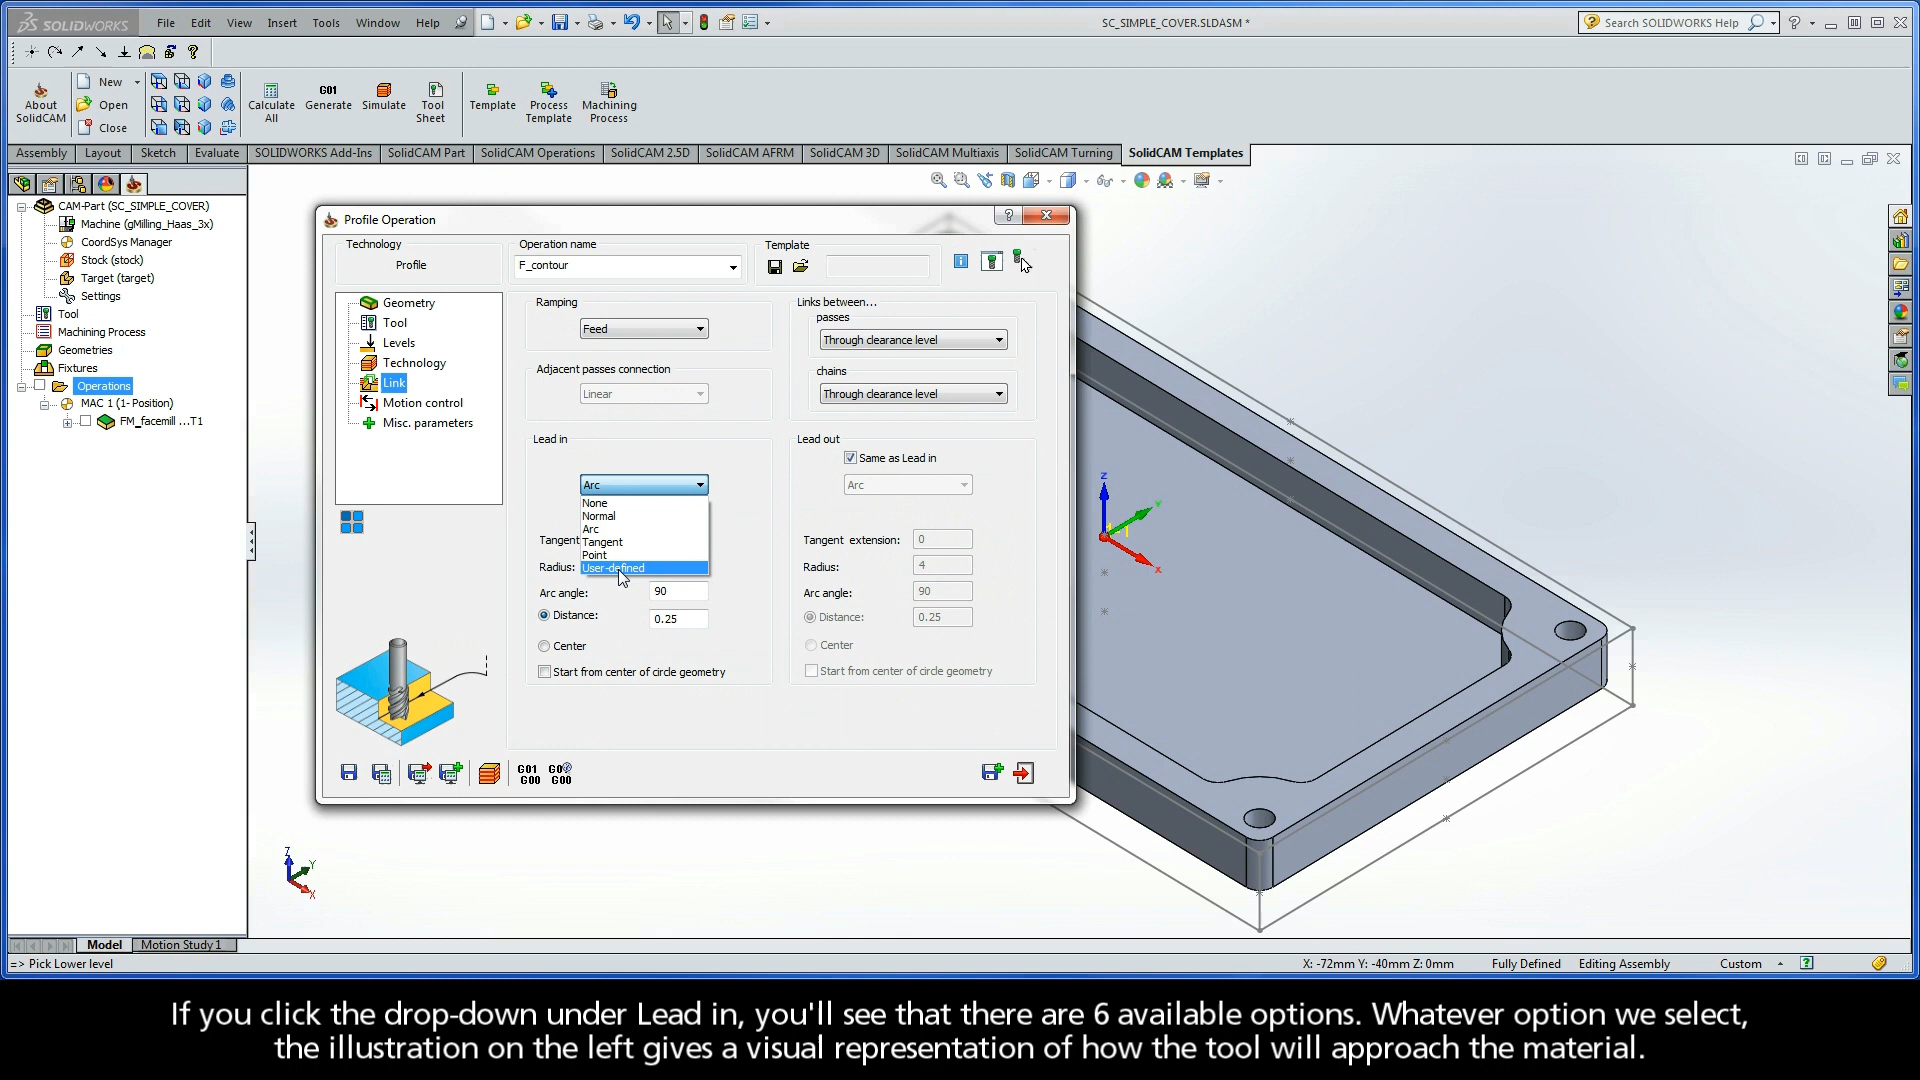 SOLIDWORKS File Edit View Insert Tools Window Help SC_SIMPLE_COVER.SLDASM * Search SOLIDWORKS Help
About SolidCAM
New
Open
Close
Calculate All
G01 Generate
Simulate
Tool Sheet
Template
Process Template
Machining Process
Assembly Layout Sketch Evaluate SOLIDWORKS Add-Ins SolidCAM Part SolidCAM Operations SolidCAM 2.5D SolidCAM AFRM SolidCAM 3D SolidCAM Multiaxis SolidCAM Turning SolidCAM Templates
CAM-Part (SC_SIMPLE_COVER)
Machine (gMilling_Haas_3x)
CoordSys Manager
Stock (stock)
Target (target)
Settings
Tool
Machining Process
Geometries
Fixtures
Operations
MAC 1 (1- Position)
FM_facemill ...T1
Profile Operation
Technology
Profile
Operation name
F_contour
Template
Geometry
Tool
Levels
Technology
Link
Motion control
Misc. parameters
Ramping
Feed
Adjacent passes connection
Linear
Links between...
passes
Through clearance level
chains
Through clearance level
Lead in
Arc
None
Normal
Arc
Tangent
Point
User-defined
Tangent
Radius:
Arc angle: 90
Distance: 0.25
Center
Start from center of circle geometry
Lead out
Same as Lead in
Arc
Tangent extension: 0
Radius: 4
Arc angle: 90
Distance: 0.25
Center
Start from center of circle geometry
G01 G00
G00
Z
Y
X
Z
Y
X
Model Motion Study 1
=> Pick Lower level X: -72mm Y: -40mm Z: 0mm Fully Defined Editing Assembly Custom
If you click the drop-down under Lead in, you'll see that there are 6 available options. Whatever option we select,
the illustration on the left gives a visual representation of how the tool will approach the material.